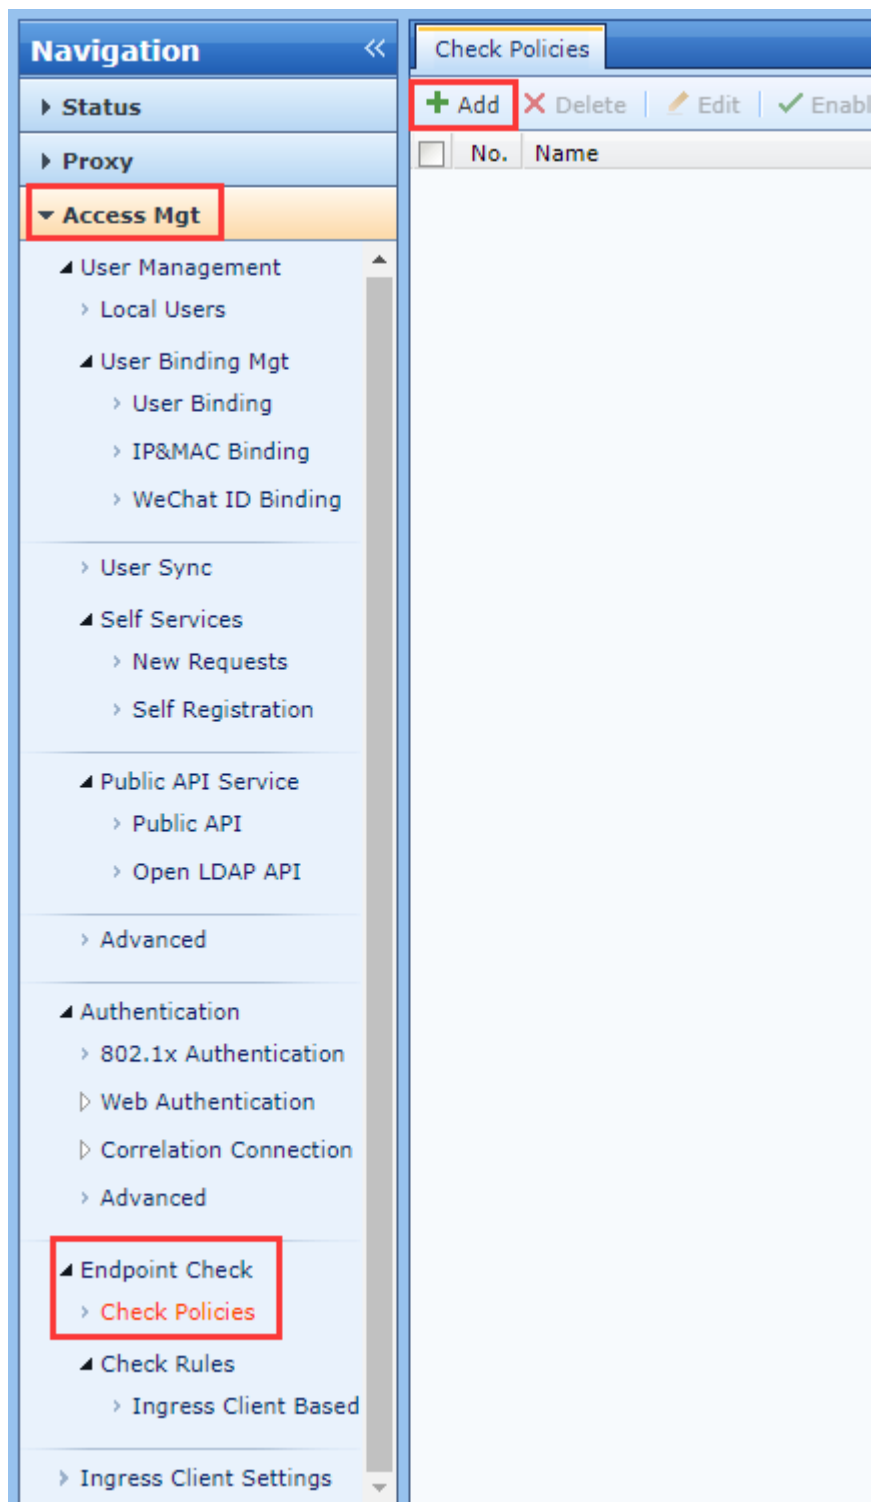 Navigation
Status
Proxy
Access Mgt
User Management
Local Users
User Binding Mgt
User Binding
IP&MAC Binding
WeChat ID Binding
User Sync
Self Services
New Requests
Self Registration
Public API Service
Public API
Open LDAP API
Advanced
Authentication
802.1x Authentication
Web Authentication
Correlation Connection
Advanced
Endpoint Check
Check Policies
Check Rules
Ingress Client Based
Ingress Client Settings
Check Policies
Add Delete Edit Enabl
No. Name